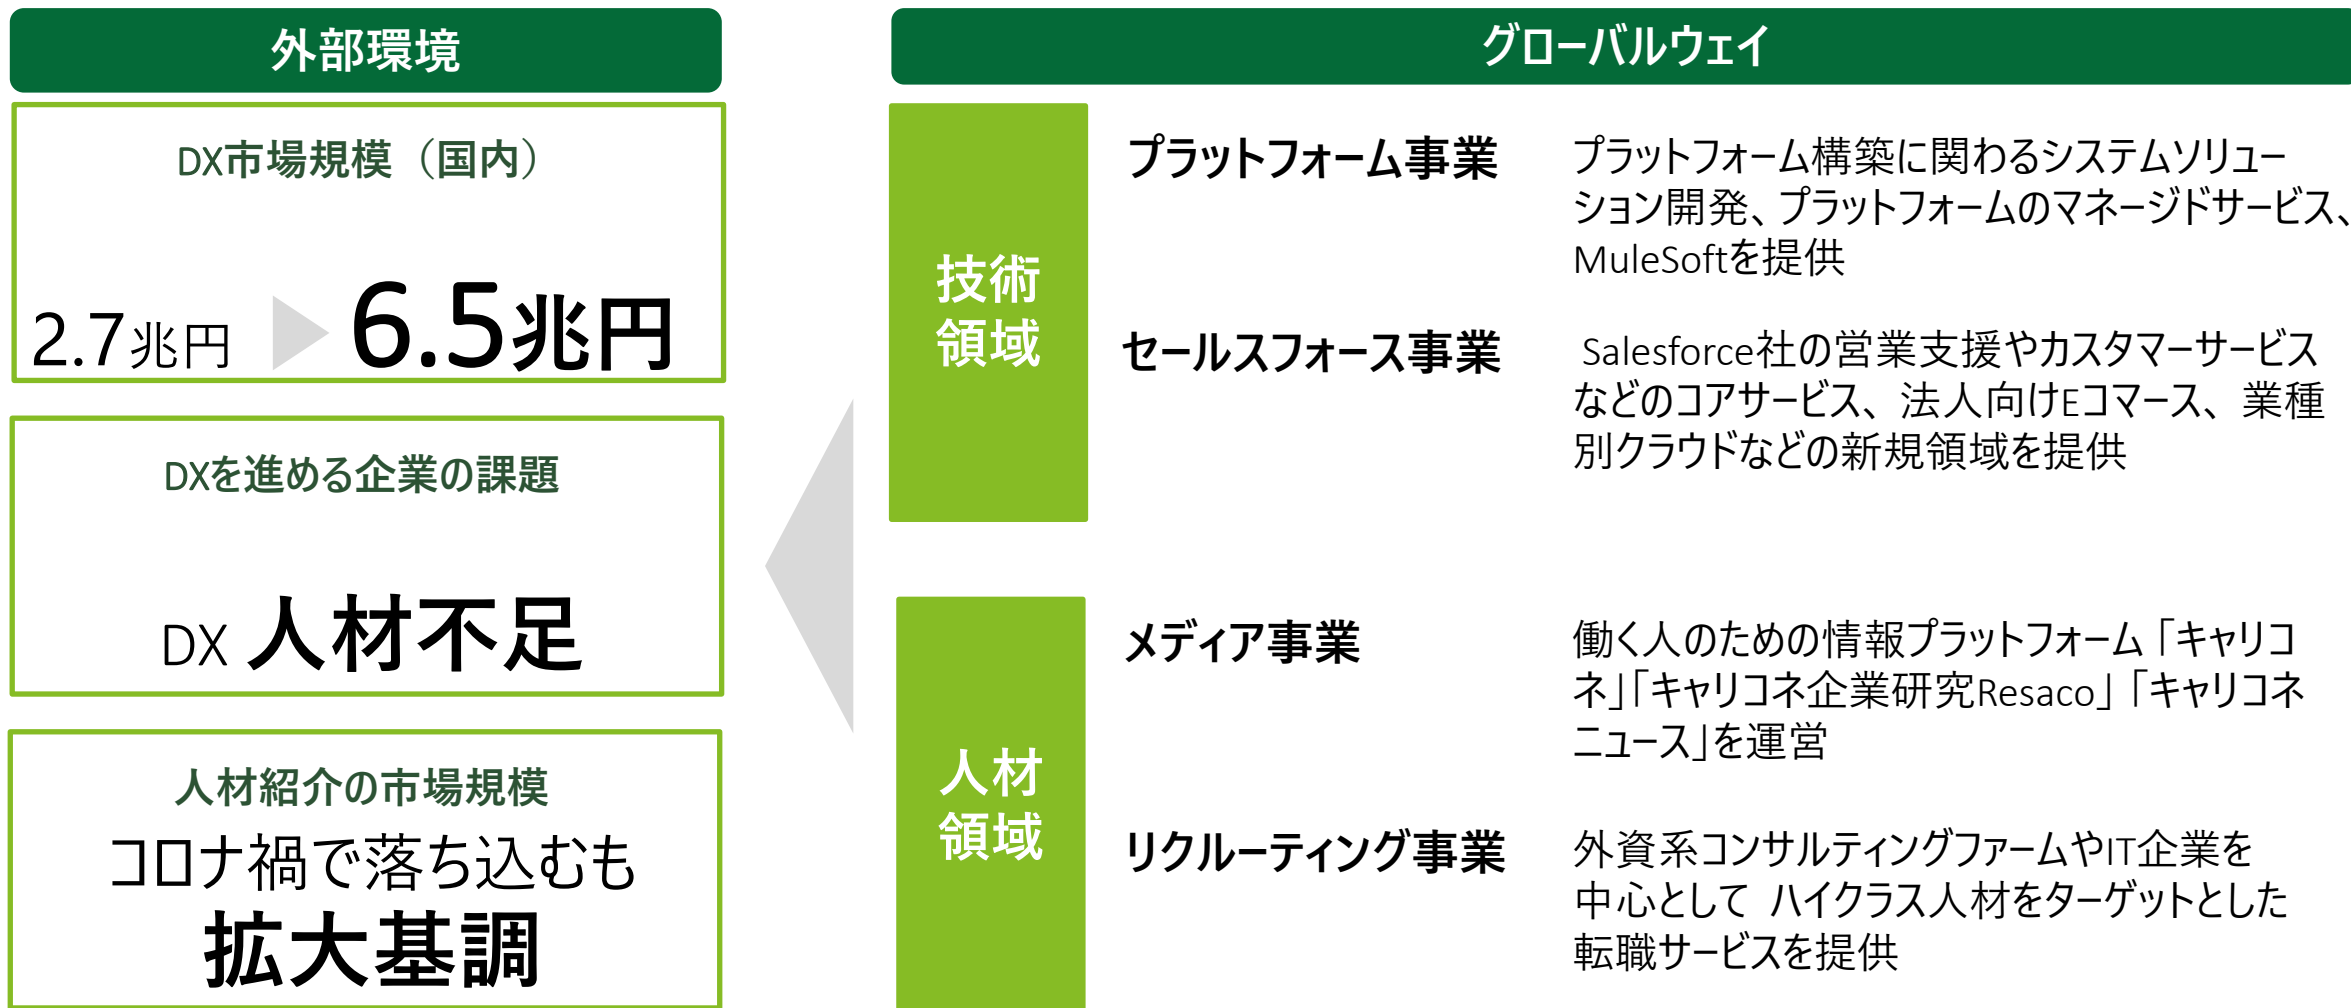 外部環境
DX市場規模（国内）
2.7兆円 6.5兆円
DXを進める企業の課題
DX 人材不足
人材紹介の市場規模
コロナ禍で落ち込むも
拡大基調
グローバルウェイ
技術
領域
プラットフォーム事業
プラットフォーム構築に関わるシステムソリュー
ション開発、プラットフォームのマネージドサービス、
MuleSoftを提供
セールスフォース事業
Salesforce社の営業支援やカスタマーサービス
などのコアサービス、法人向けEコマース、業種
別クラウドなどの新規領域を提供
人材
領域
メディア事業
働く人のための情報プラットフォーム「キャリコ
ネ」「キャリコネ企業研究Resaco」「キャリコネ
ニュース」を運営
リクルーティング事業
外資系コンサルティングファームやIT企業を
中心として ハイクラス人材をターゲットとした
転職サービスを提供